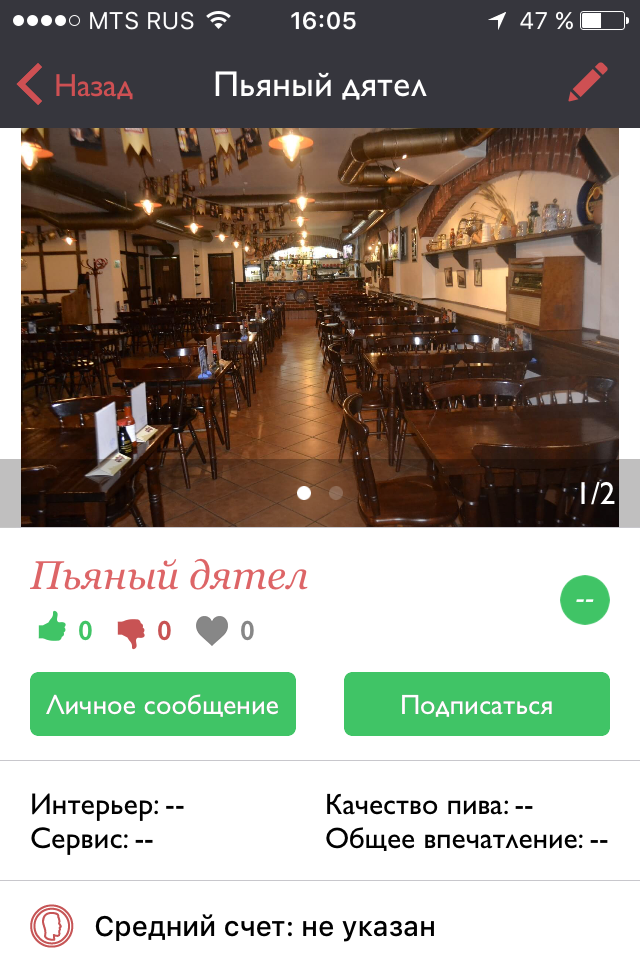 MTS RUS 16:05 47 %
Назад Пьяный дятел
1/2
Пьяный дятел
--
0 0 0
Личное сообщение Подписаться
Интерьер: -- Качество пива: --
Сервис: -- Общее впечатление: --
Средний счет: не указан